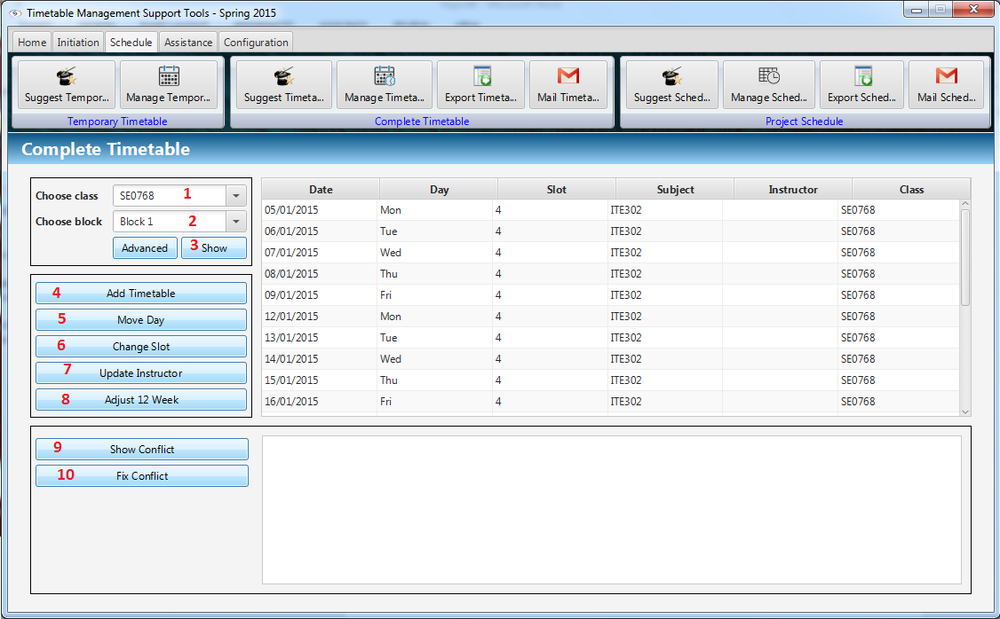 Timetable Management Support Tools - Spring 2015
Home Initiation Schedule Assistance Configuration
Suggest Tempor... Manage Tempor... Suggest Timeta... Manage Timeta... Export Timeta... Mail Timeta... Suggest Sched... Manage Sched... Export Sched... Mail Sched...
Temporary Timetable Complete Timetable Project Schedule
Complete Timetable
Choose class SE0768 1
Choose block Block 1 2
Advanced 3 Show
4 Add Timetable
5 Move Day
6 Change Slot
7 Update Instructor
8 Adjust 12 Week
Date Day Slot Subject Instructor Class
05/01/2015 Mon 4 ITE302 SE0768
06/01/2015 Tue 4 ITE302 SE0768
07/01/2015 Wed 4 ITE302 SE0768
08/01/2015 Thu 4 ITE302 SE0768
09/01/2015 Fri 4 ITE302 SE0768
12/01/2015 Mon 4 ITE302 SE0768
13/01/2015 Tue 4 ITE302 SE0768
14/01/2015 Wed 4 ITE302 SE0768
15/01/2015 Thu 4 ITE302 SE0768
16/01/2015 Fri 4 ITE302 SE0768
9 Show Conflict
10 Fix Conflict